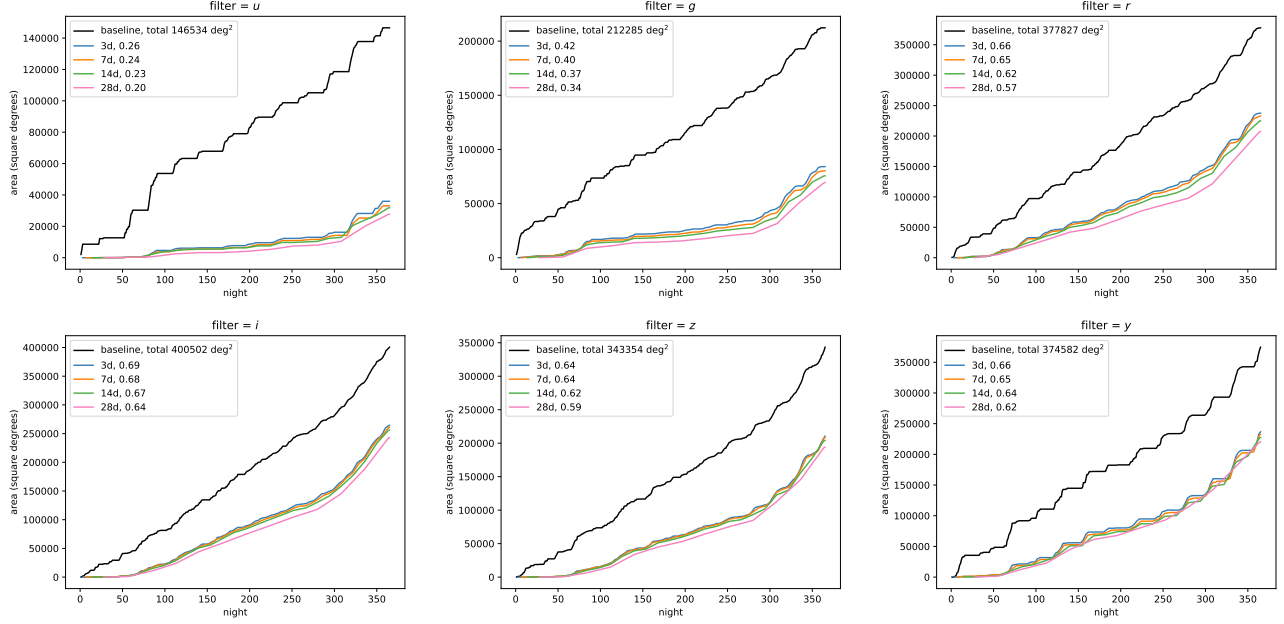 filter = u
baseline, total 146534 deg²
3d, 0.26
7d, 0.24
14d, 0.23
28d, 0.20
140000
120000
100000
80000
60000
40000
20000
0
area (square degrees)
0 50 100 150 200 250 300 350
night
filter = g
baseline, total 212285 deg²
3d, 0.42
7d, 0.40
14d, 0.37
28d, 0.34
200000
150000
100000
50000
0
area (square degrees)
0 50 100 150 200 250 300 350
night
filter = r
baseline, total 377827 deg²
3d, 0.66
7d, 0.65
14d, 0.62
28d, 0.57
350000
300000
250000
200000
150000
100000
50000
0
area (square degrees)
0 50 100 150 200 250 300 350
night
filter = i
baseline, total 400502 deg²
3d, 0.69
7d, 0.68
14d, 0.67
28d, 0.64
400000
350000
300000
250000
200000
150000
100000
50000
0
area (square degrees)
0 50 100 150 200 250 300 350
night
filter = z
baseline, total 343354 deg²
3d, 0.64
7d, 0.64
14d, 0.62
28d, 0.59
350000
300000
250000
200000
150000
100000
50000
0
area (square degrees)
0 50 100 150 200 250 300 350
night
filter = y
baseline, total 374582 deg²
3d, 0.66
7d, 0.65
14d, 0.64
28d, 0.62
350000
300000
250000
200000
150000
100000
50000
0
area (square degrees)
0 50 100 150 200 250 300 350
night